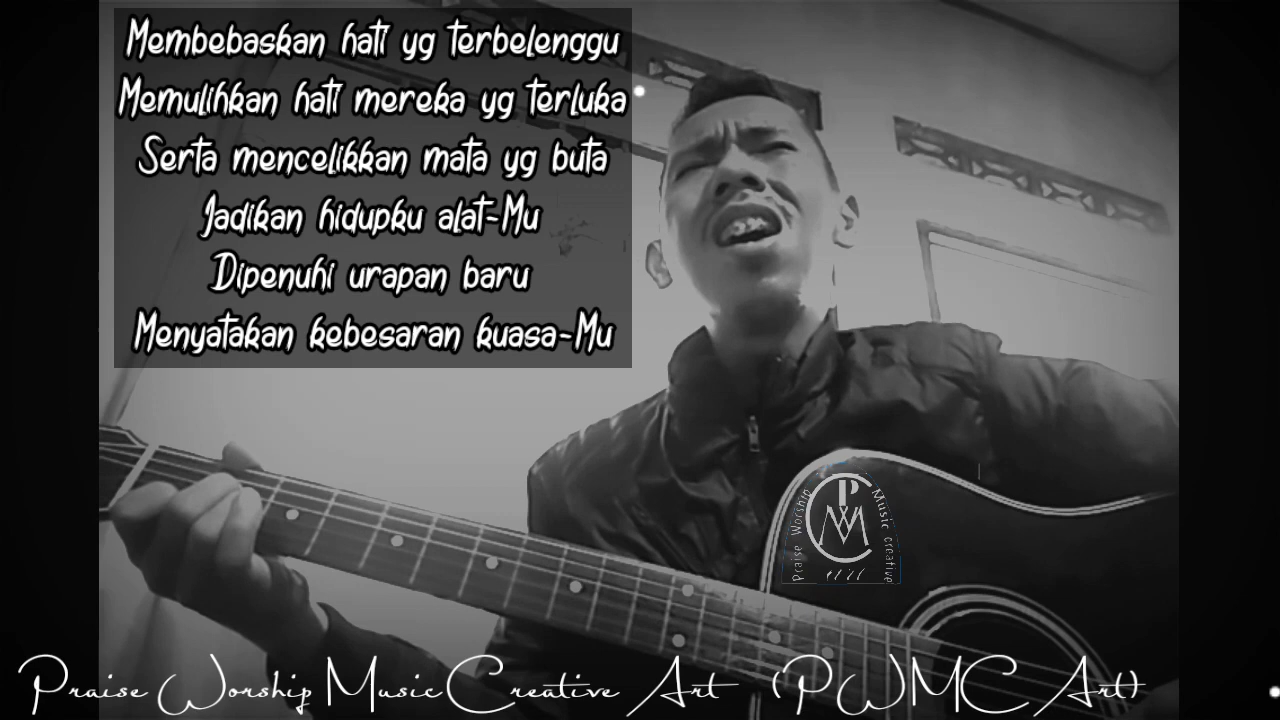 Membebaskan hati yg terbelenggu
Memulihkan hati mereka yg terluka
Serta mencelikkan mata yg buta
Jadikan hidupku alat-Mu
Dipenuhi urapan baru
Menyatakan kebesaran kuasa-Mu
P
Praise Worship
Music creative
Praise Worship Music Creative Art (PWMC Art)